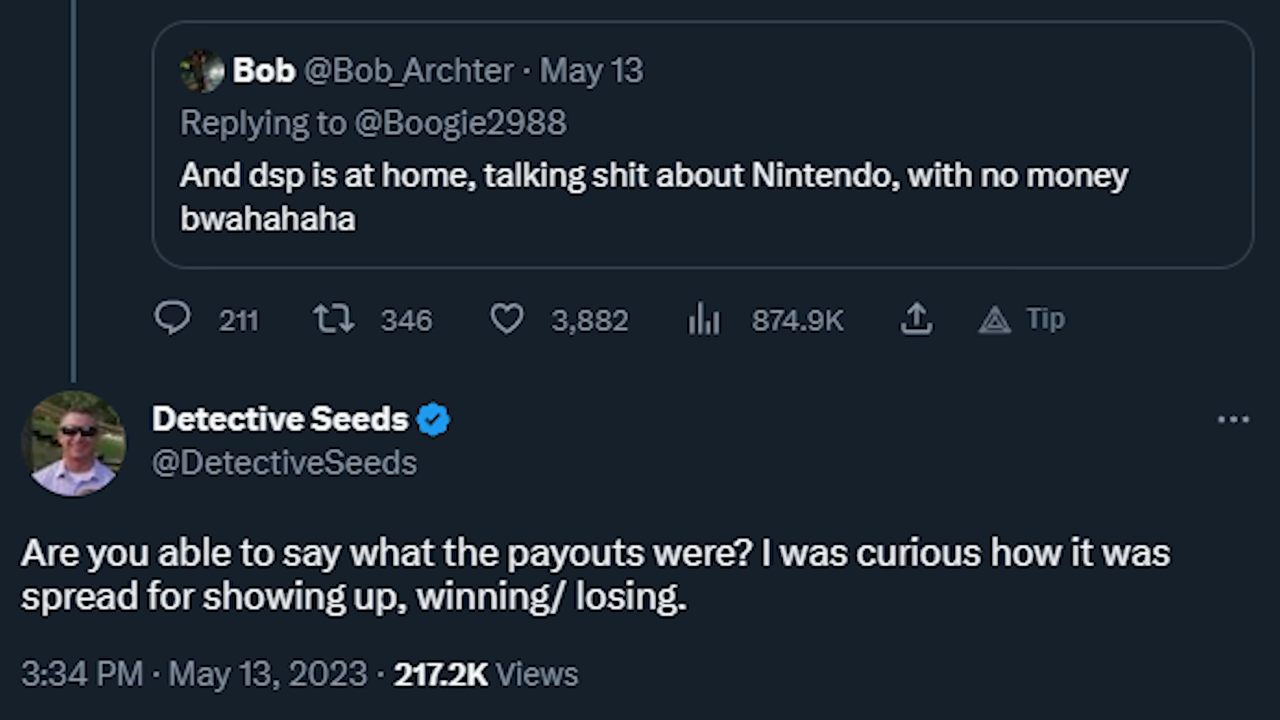 Bob @Bob_Archter · May 13
Replying to @Boogie2988
And dsp is at home, talking shit about Nintendo, with no money
bwahahaha
211 346 3,882 874.9K Tip
Detective Seeds
@DetectiveSeeds
Are you able to say what the payouts were? I was curious how it was
spread for showing up, winning/ losing.
3:34 PM · May 13, 2023 · 217.2K Views